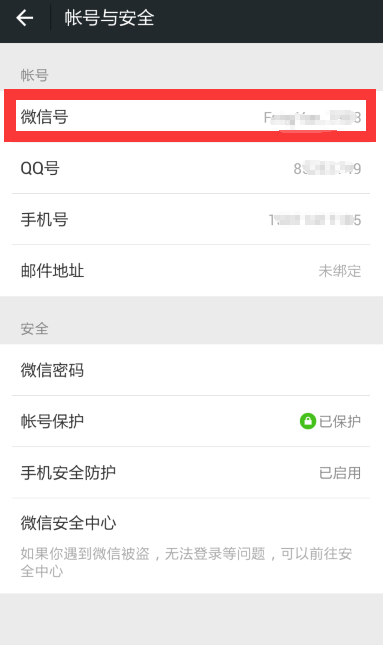 帐号与安全
帐号
微信号
QQ号
手机号
邮件地址 未绑定
安全
微信密码
帐号保护 已保护
手机安全防护 已启用
微信安全中心
如果你遇到微信被盗，无法登录等问题，可以前往安
全中心